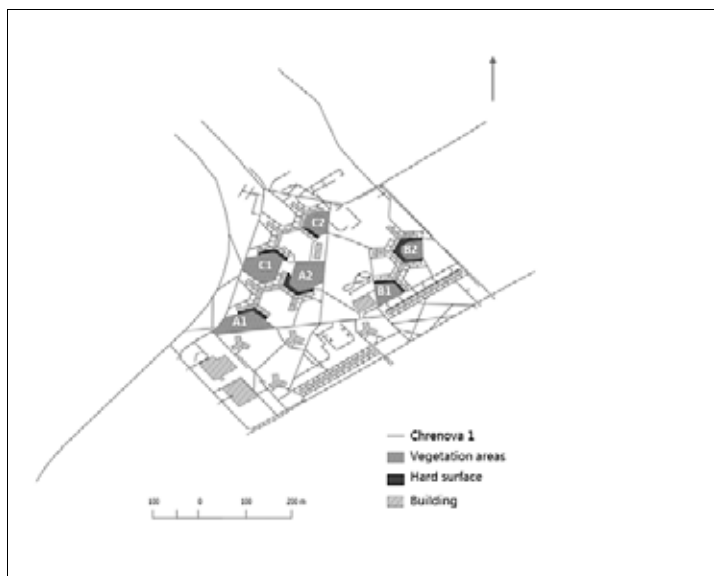 C2
B2
C1
A2
B1
A1
Chrenova 1
Vegetation areas
Hard surface
Building
100 0 100 200 m